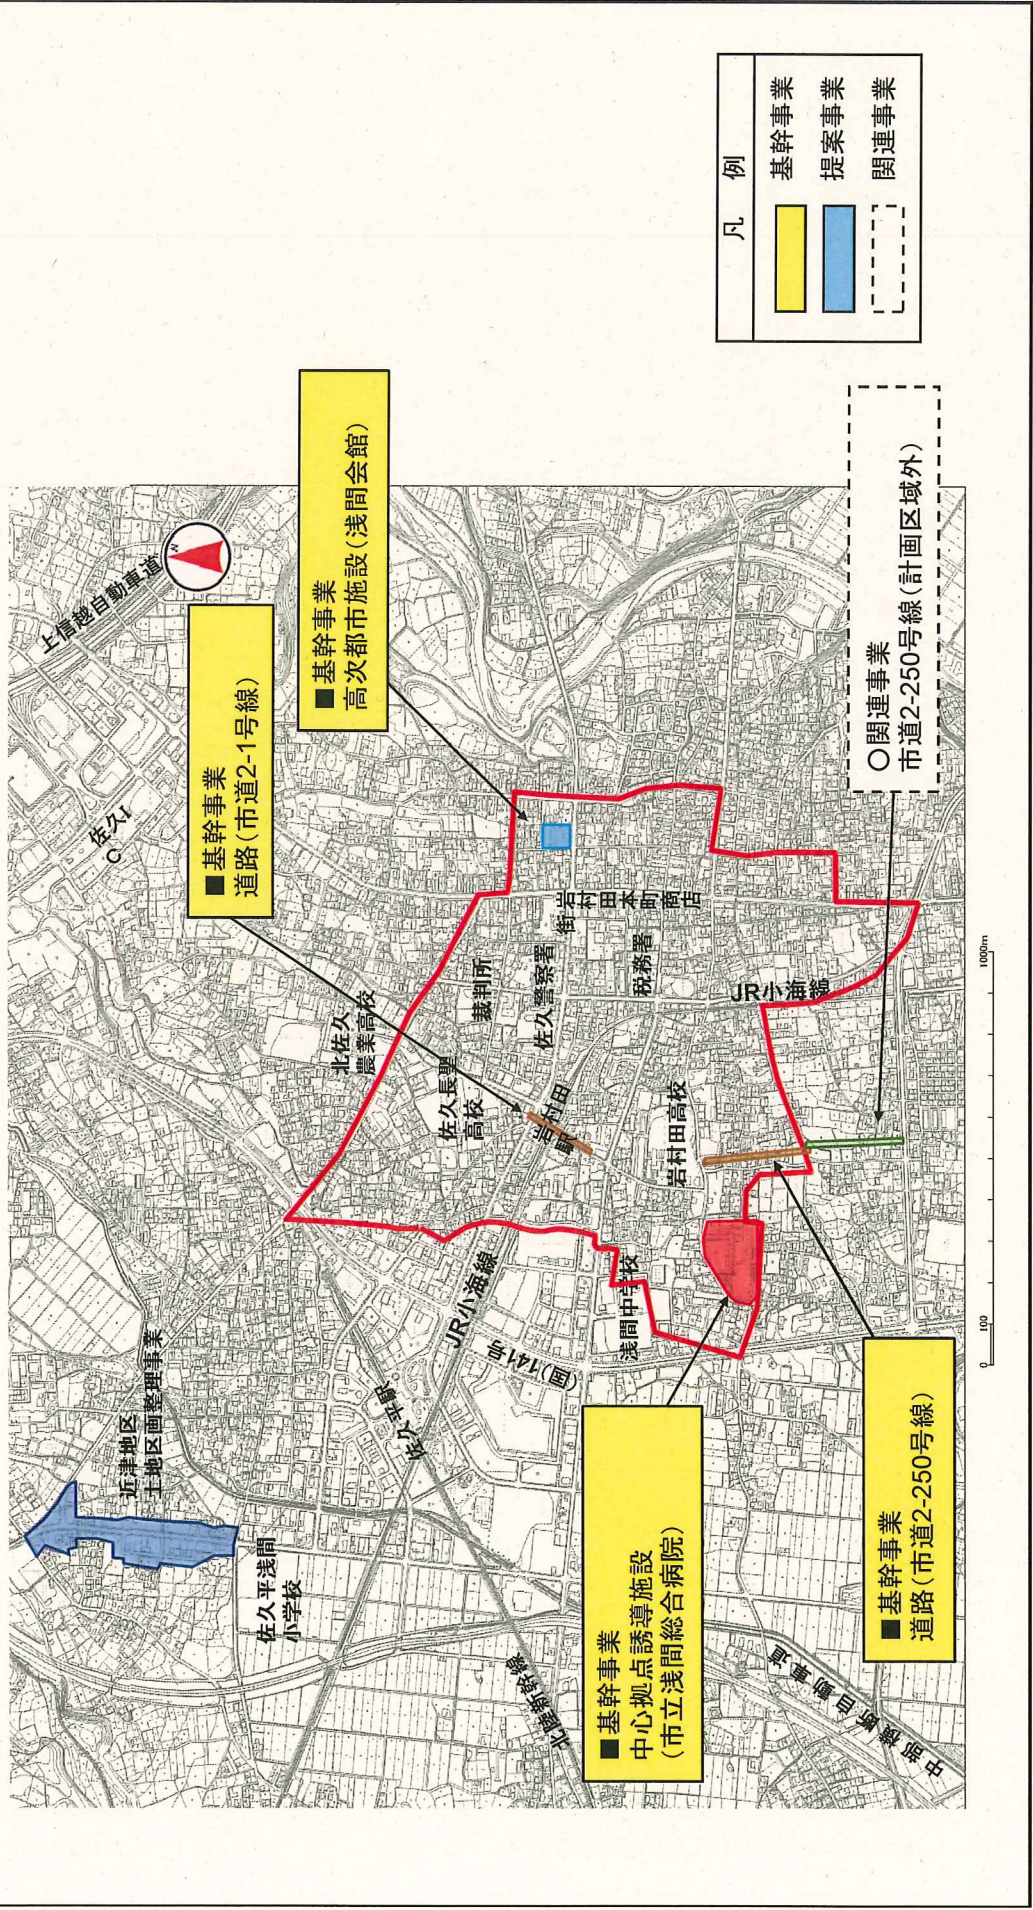 上信越自動車道
N
佐久I
C
■基幹事業
道路(市道2-1号線)
■基幹事業
高次都市施設(浅間会館)
凡 例
基幹事業
提案事業
関連事業
近津地区
土地区画整理事業
佐久平浅間
小学校
北佐久
農業高校
佐久長聖
高校
裁判所
佐久警察署
岩村田本町商店
街
税務署
岩村田
駅
岩村田高校
JR小海線
JR小海線
佐久平駅
(国)141号
浅間中学校
北陸新幹線
中部横断自動車道
■基幹事業
中心拠点誘導施設
(市立浅間総合病院)
■基幹事業
道路(市道2-250号線)
○関連事業
市道2-250号線(計画区域外)
0
100
1000m